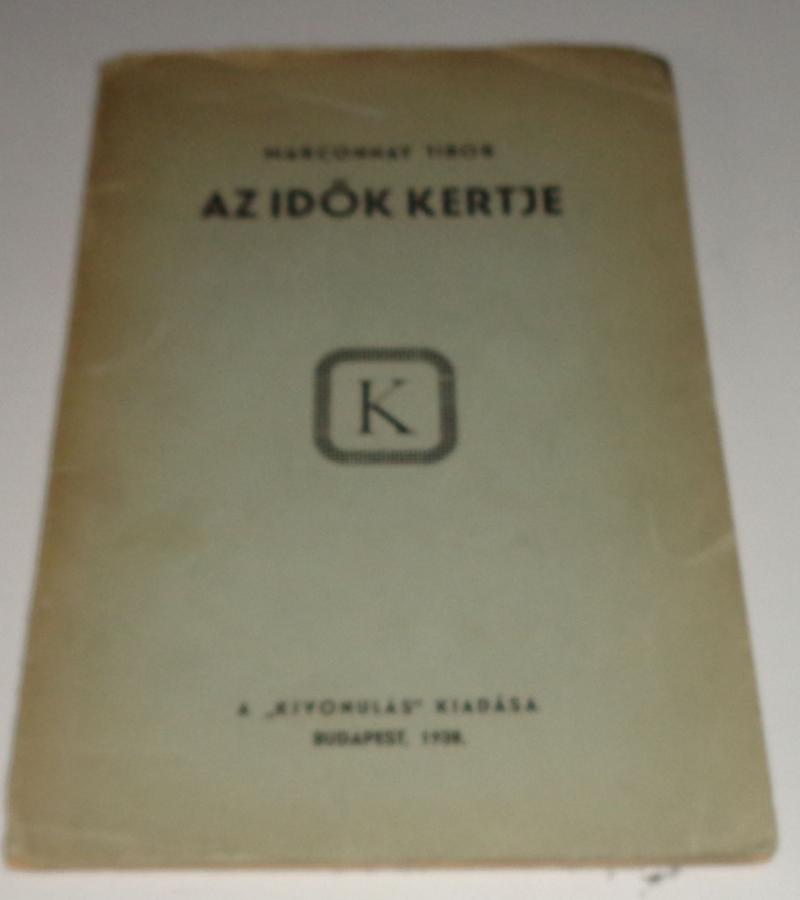 MARCONNAY TIBOR
AZ IDŐK KERTJE
K
A „KIVONULÁS” KIADÁSA
BUDAPEST, 1938.